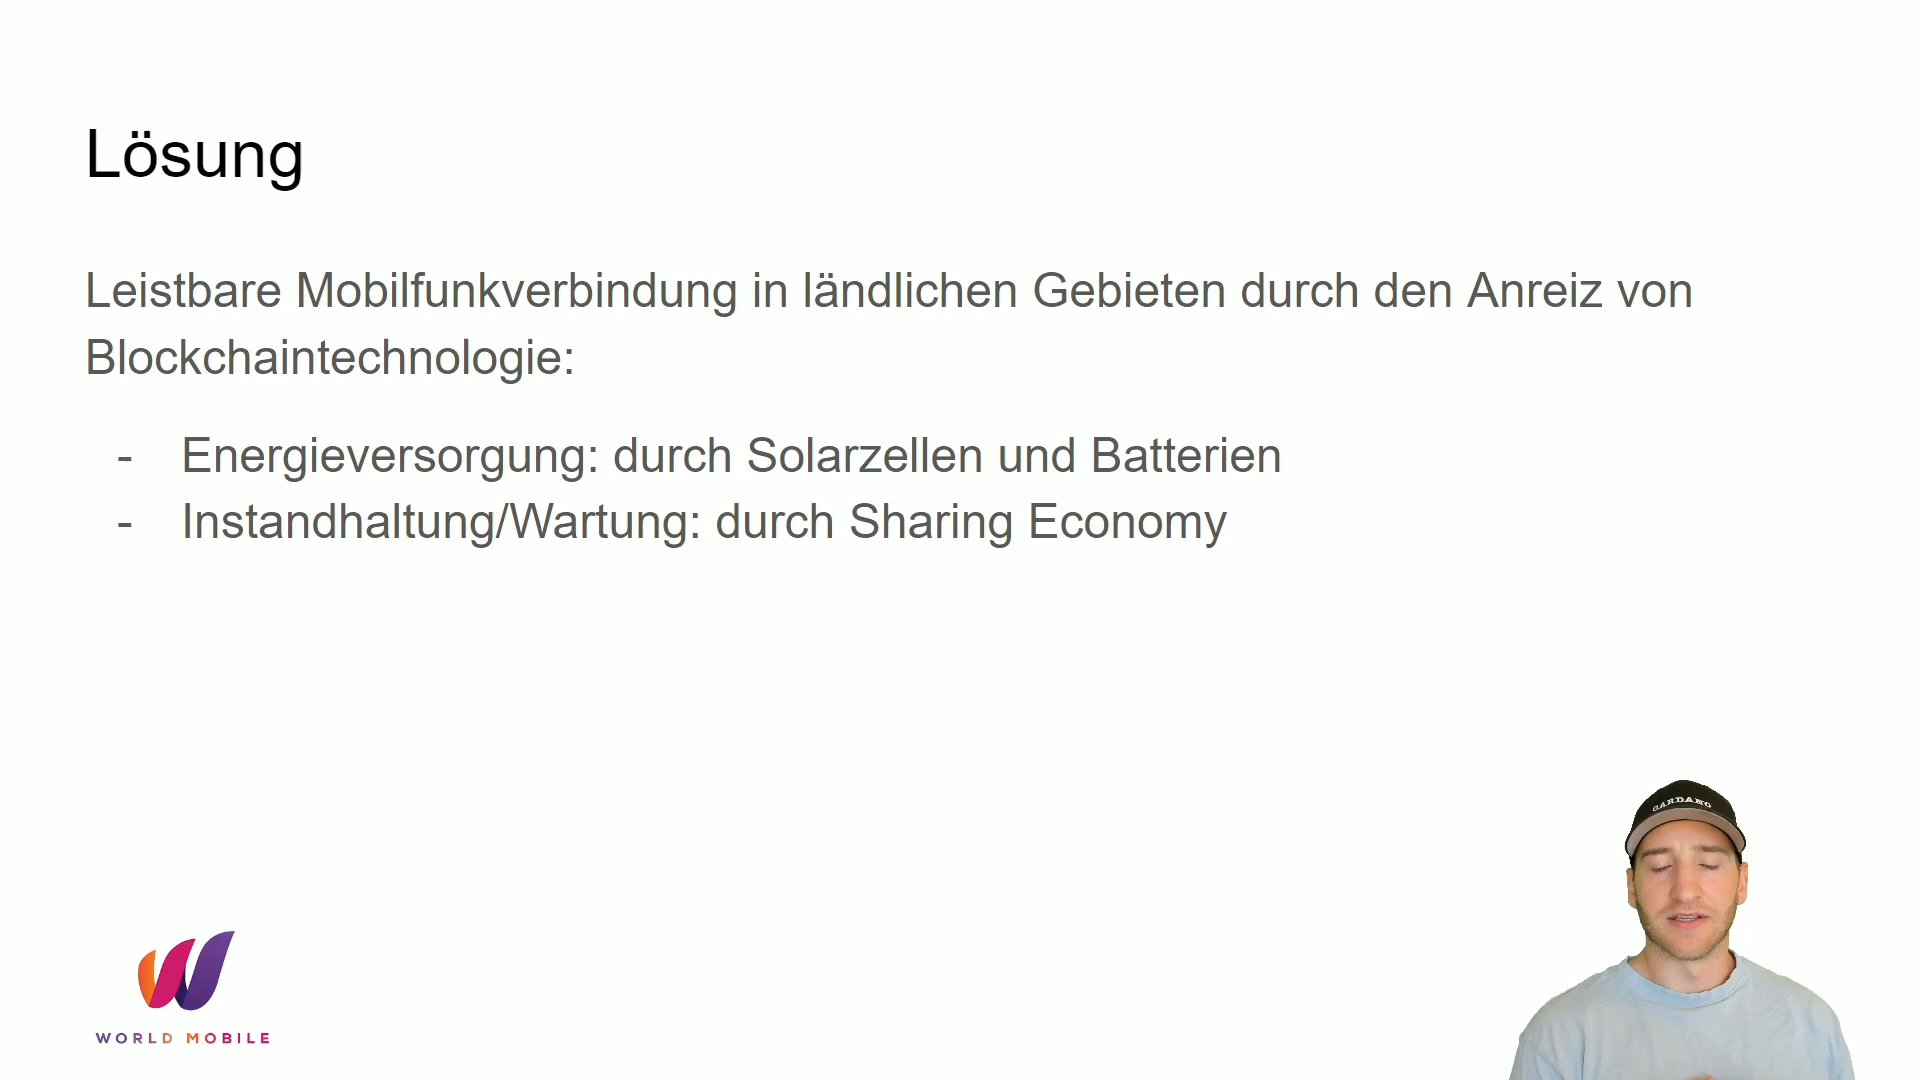 Lösung
Leistbare Mobilfunkverbindung in ländlichen Gebieten durch den Anreiz von
Blockchaintechnologie:
- Energieversorgung: durch Solarzellen und Batterien
- Instandhaltung/Wartung: durch Sharing Economy
CARDANO
WORLD MOBILE